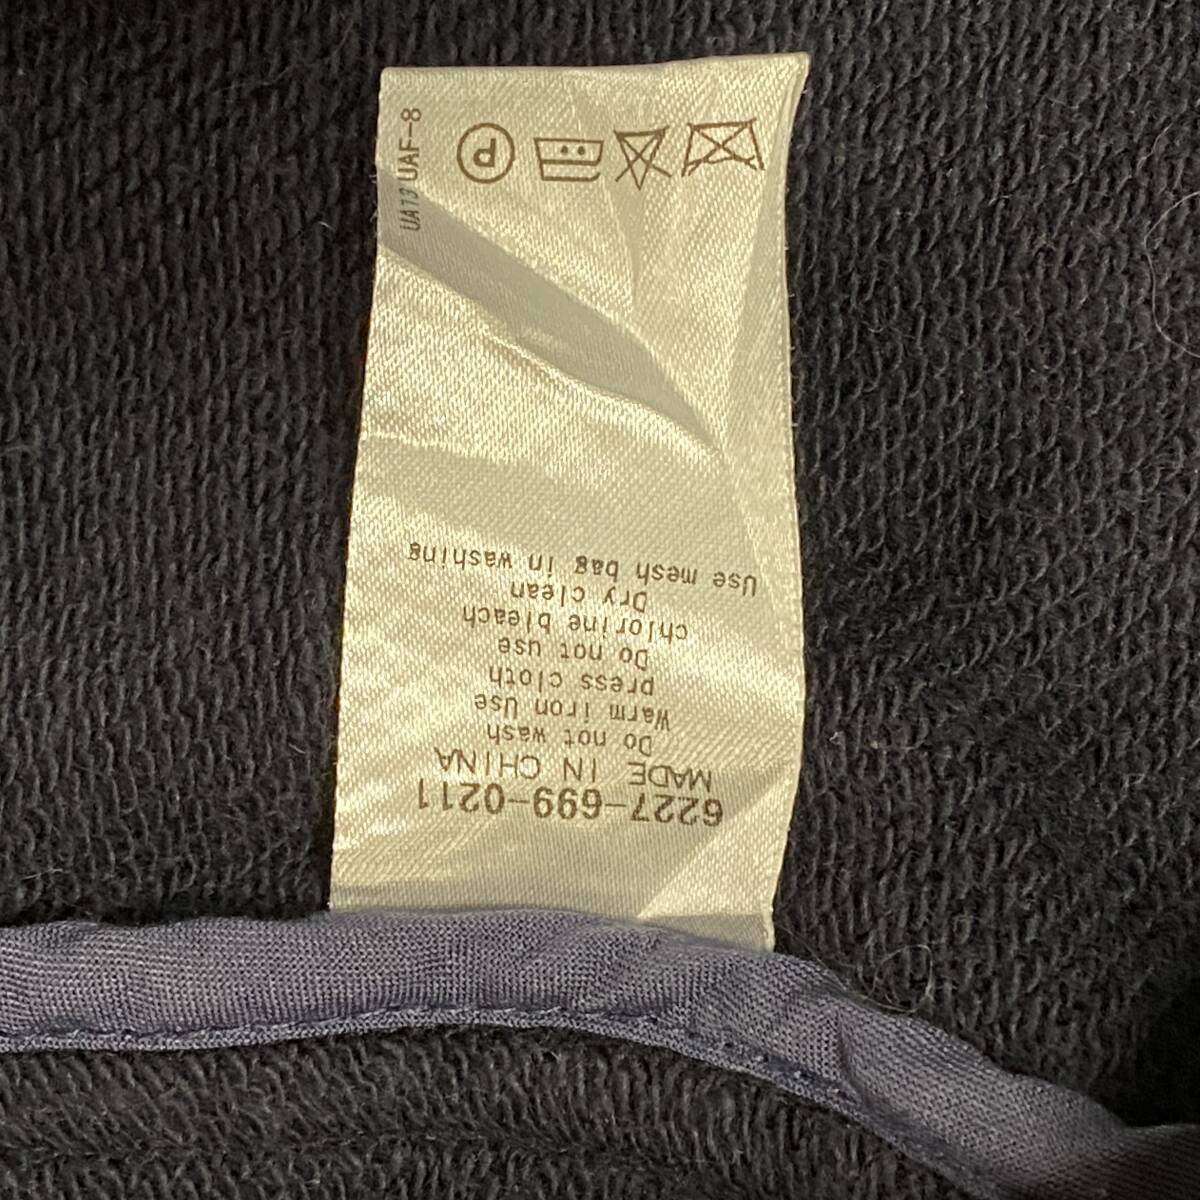 6227-699-0211
MADE IN CHINA
Do not wash
Warm iron Use
press cloth
Do not use
chlorine bleach
Dry clean
Use mesh bag in washing
P
UA13 UAF-8